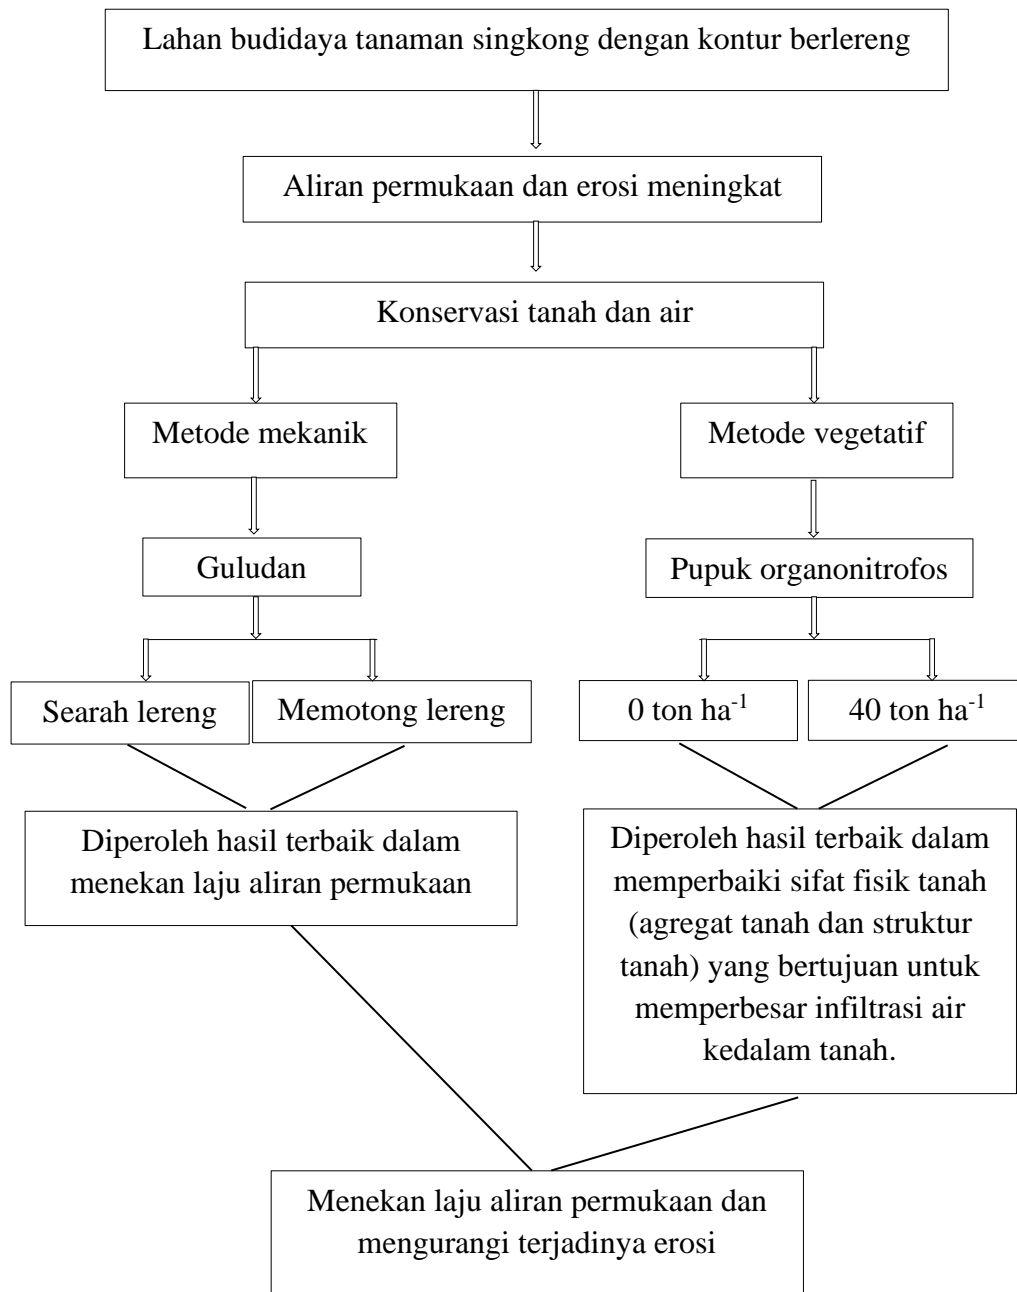 Lahan budidaya tanaman singkong dengan kontur berlereng
Aliran permukaan dan erosi meningkat
Konservasi tanah dan air
Metode mekanik
Metode vegetatif
Guludan
Pupuk organonitrofos
Searah lereng
Memotong lereng
0 ton ha⁻¹
40 ton ha⁻¹
Diperoleh hasil terbaik dalam
menekan laju aliran permukaan
Diperoleh hasil terbaik dalam
memperbaiki sifat fisik tanah
(agregat tanah dan struktur
tanah) yang bertujuan untuk
memperbesar infiltrasi air
kedalam tanah.
Menekan laju aliran permukaan dan
mengurangi terjadinya erosi